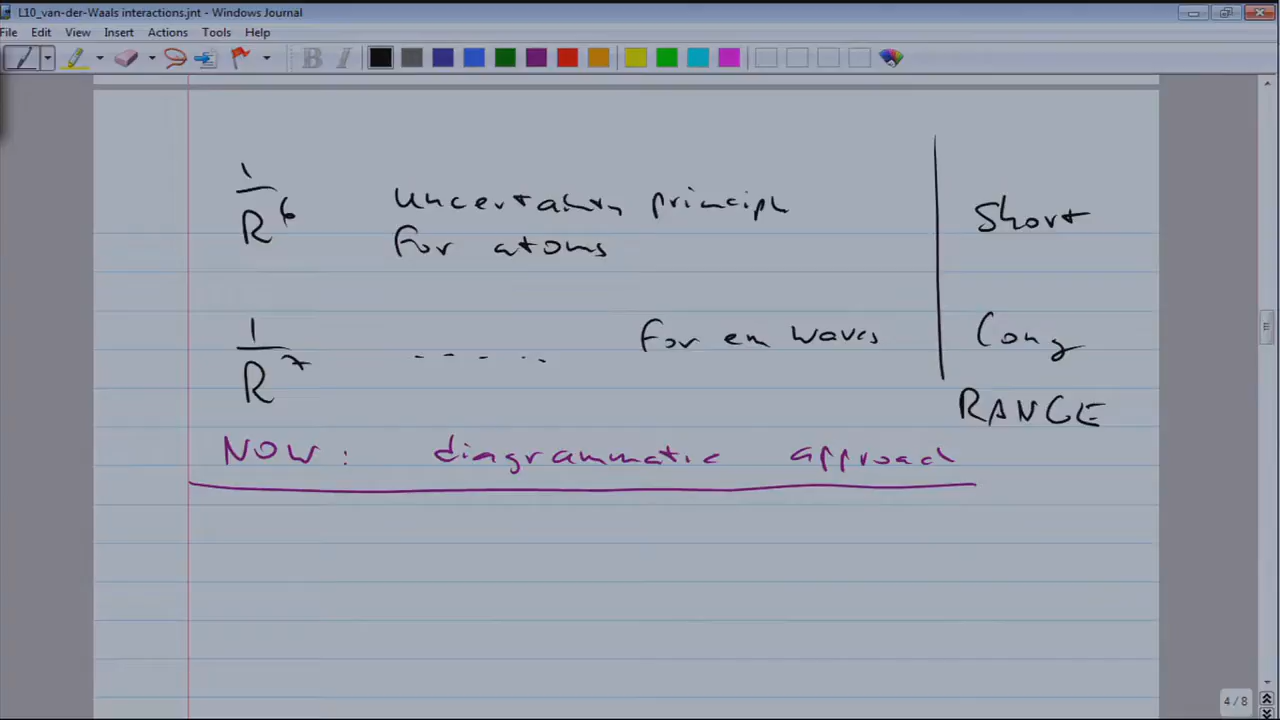 L10_van-der-Waals interactions.jnt - Windows Journal
File Edit View Insert Actions Tools Help
1/R^6 uncertainty principle Short
for atoms
1/R^7 ----- for em waves Long
RANGE
NOW: diagrammatic approach
4 / 8